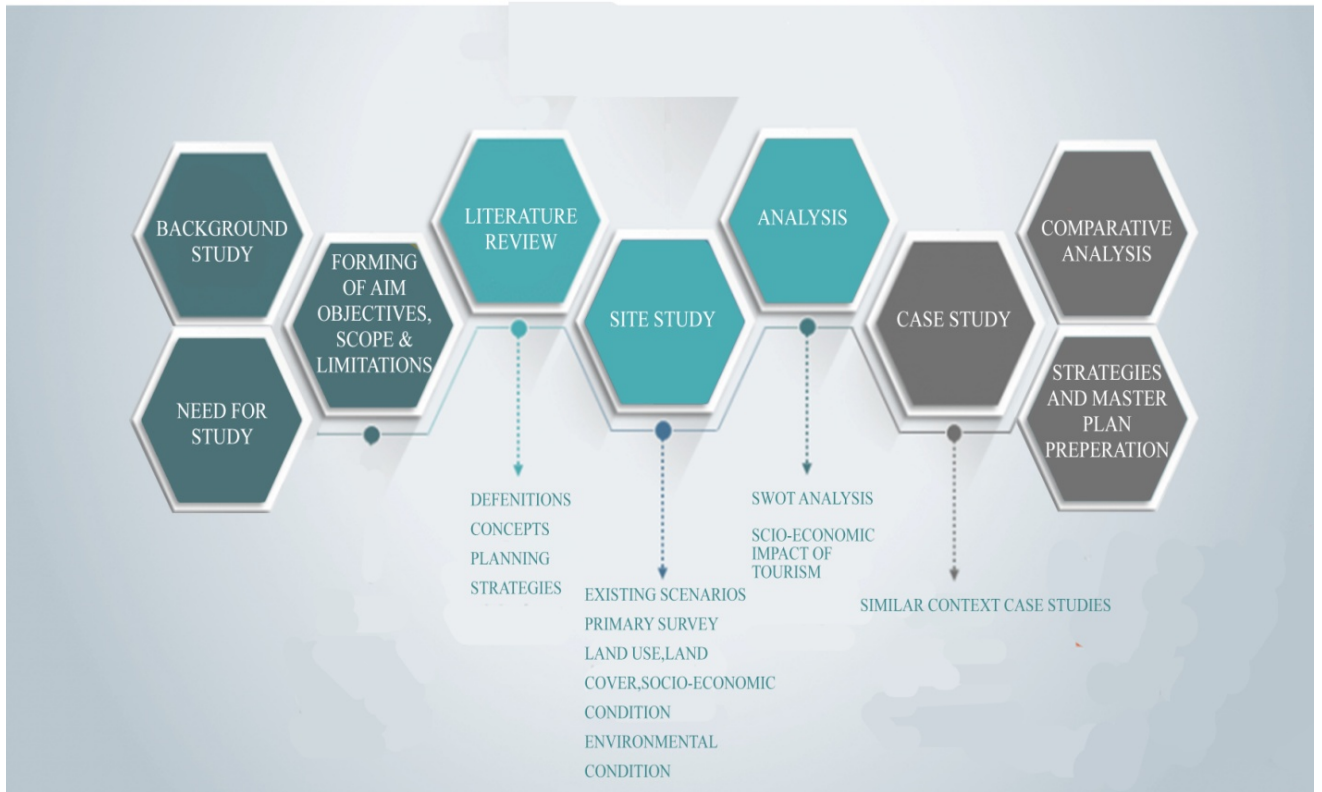 BACKGROUND
STUDY
NEED FOR
STUDY
FORMING
OF AIM
OBJECTIVES,
SCOPE &
LIMITATIONS
LITERATURE
REVIEW
DEFENITIONS
CONCEPTS
PLANNING
STRATEGIES
SITE STUDY
EXISTING SCENARIOS
PRIMARY SURVEY
LAND USE,LAND
COVER,SOCIO-ECONOMIC
CONDITION
ENVIRONMENTAL
CONDITION
ANALYSIS
SWOT ANALYSIS
SCIO-ECONOMIC
IMPACT OF
TOURISM
CASE STUDY
SIMILAR CONTEXT CASE STUDIES
COMPARATIVE
ANALYSIS
STRATEGIES
AND MASTER
PLAN
PREPERATION